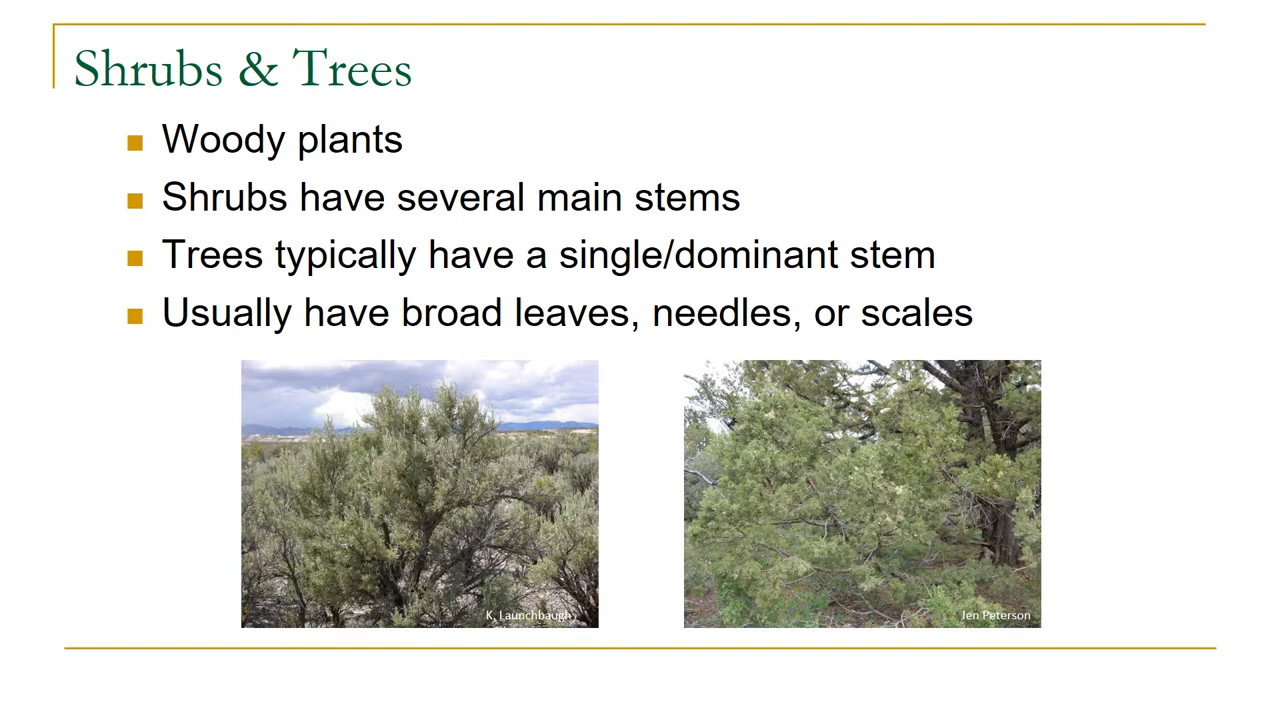 Shrubs & Trees
Woody plants
Shrubs have several main stems
Trees typically have a single/dominant stem
Usually have broad leaves, needles, or scales
K. Launchbaugh
Jen Peterson